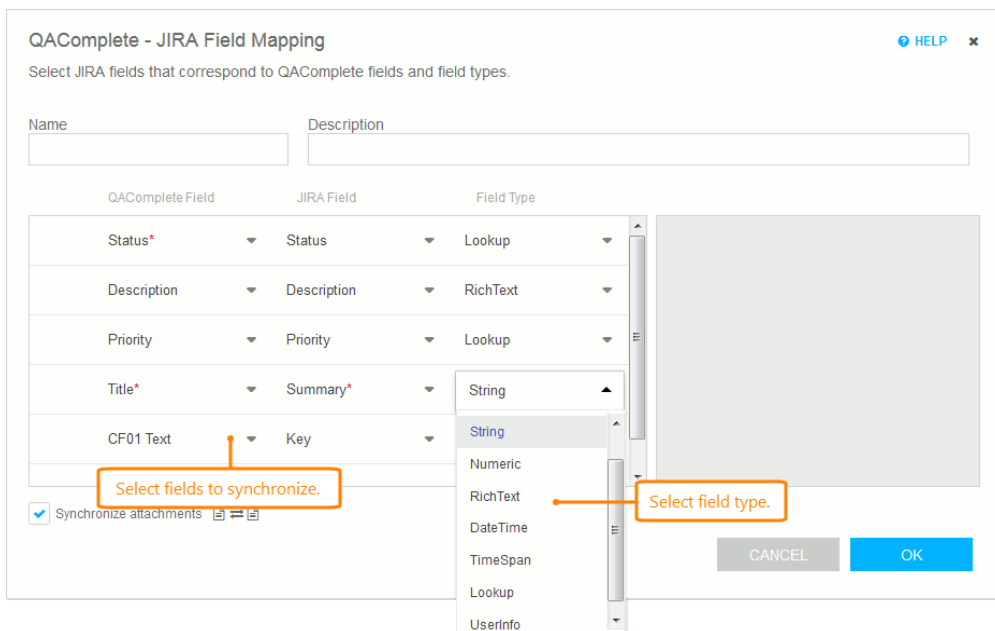 QAComplete - JIRA Field Mapping
HELP
Select JIRA fields that correspond to QAComplete fields and field types.
Name Description
QAComplete Field JIRA Field Field Type
Status* Status Lookup
Description Description RichText
Priority Priority Lookup
Title* Summary* String
CF01 Text Key
String
Numeric
RichText
DateTime
TimeSpan
Lookup
UserInfo
Select fields to synchronize.
Select field type.
Synchronize attachments
CANCEL OK